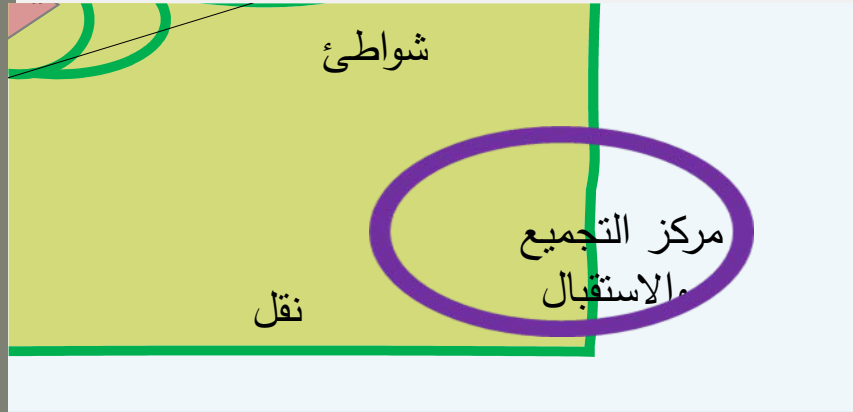 شواطئ
مركز التجميع
والاستقبال
نقل